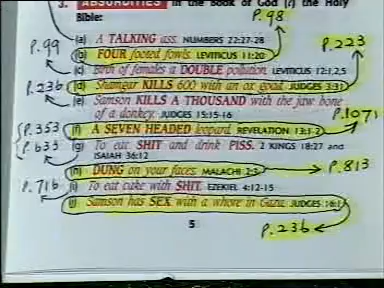 3. ABSURDITIES in the Book of God (?) the Holy
Bible:
P.98
P.99
(a) A TALKING ass. NUMBERS 22:27-28
P.223
(b) FOUR footed fowls. LEVITICUS 11:20
(c) Birth of females a DOUBLE pollution. LEVITICUS 12:1,2,5
P.236
(d) Shamgar KILLS 600 with an ox goad. JUDGES 3:31
(e) Samson KILLS A THOUSAND with the jaw bone
of a donkey. JUDGES 15:15-16
P.1071
P.353
(f) A SEVEN HEADED leopard. REVELATION 13:1-2
P.633
(g) To eat SHIT and drink PISS. 2 KINGS 18:27 and
ISAIAH 36:12
(h) DUNG on your faces. MALACHI 2:3
P.813
P.716
(i) To eat cake with SHIT. EZEKIEL 4:12-15
(j) Samson has SEX with a whore in Gaza. JUDGES 16:1
5
P.236